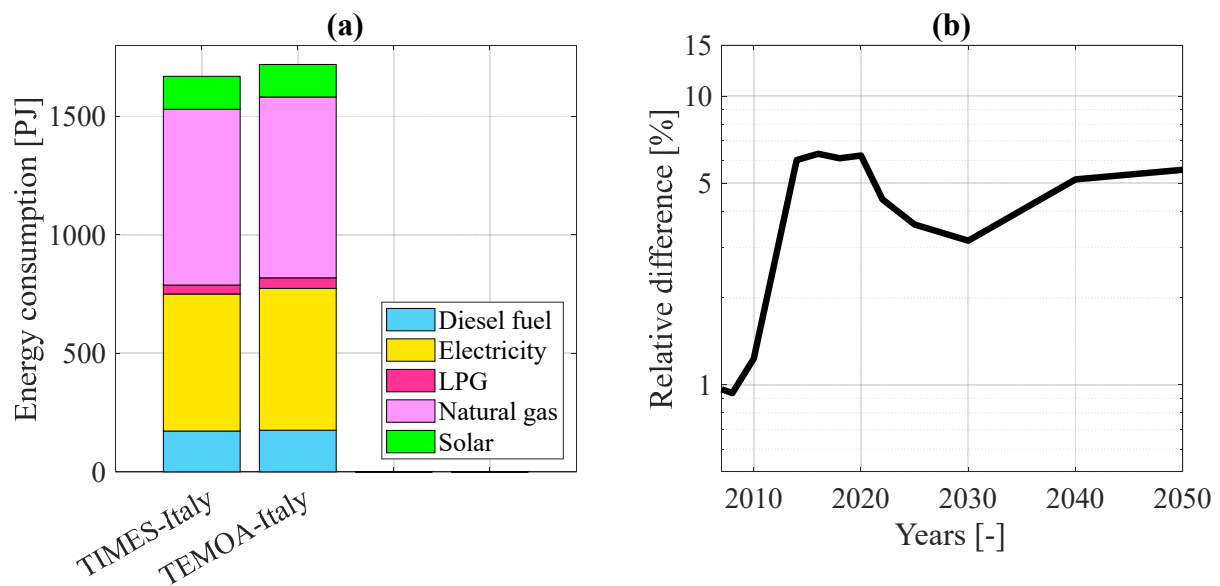 (a)
Energy consumption [PJ]
1500
1000
500
0
TIMES-Italy
TEMOA-Italy
Diesel fuel
Electricity
LPG
Natural gas
Solar
(b)
Relative difference [%]
15
10
5
1
2010
2020
2030
2040
2050
Years [-]